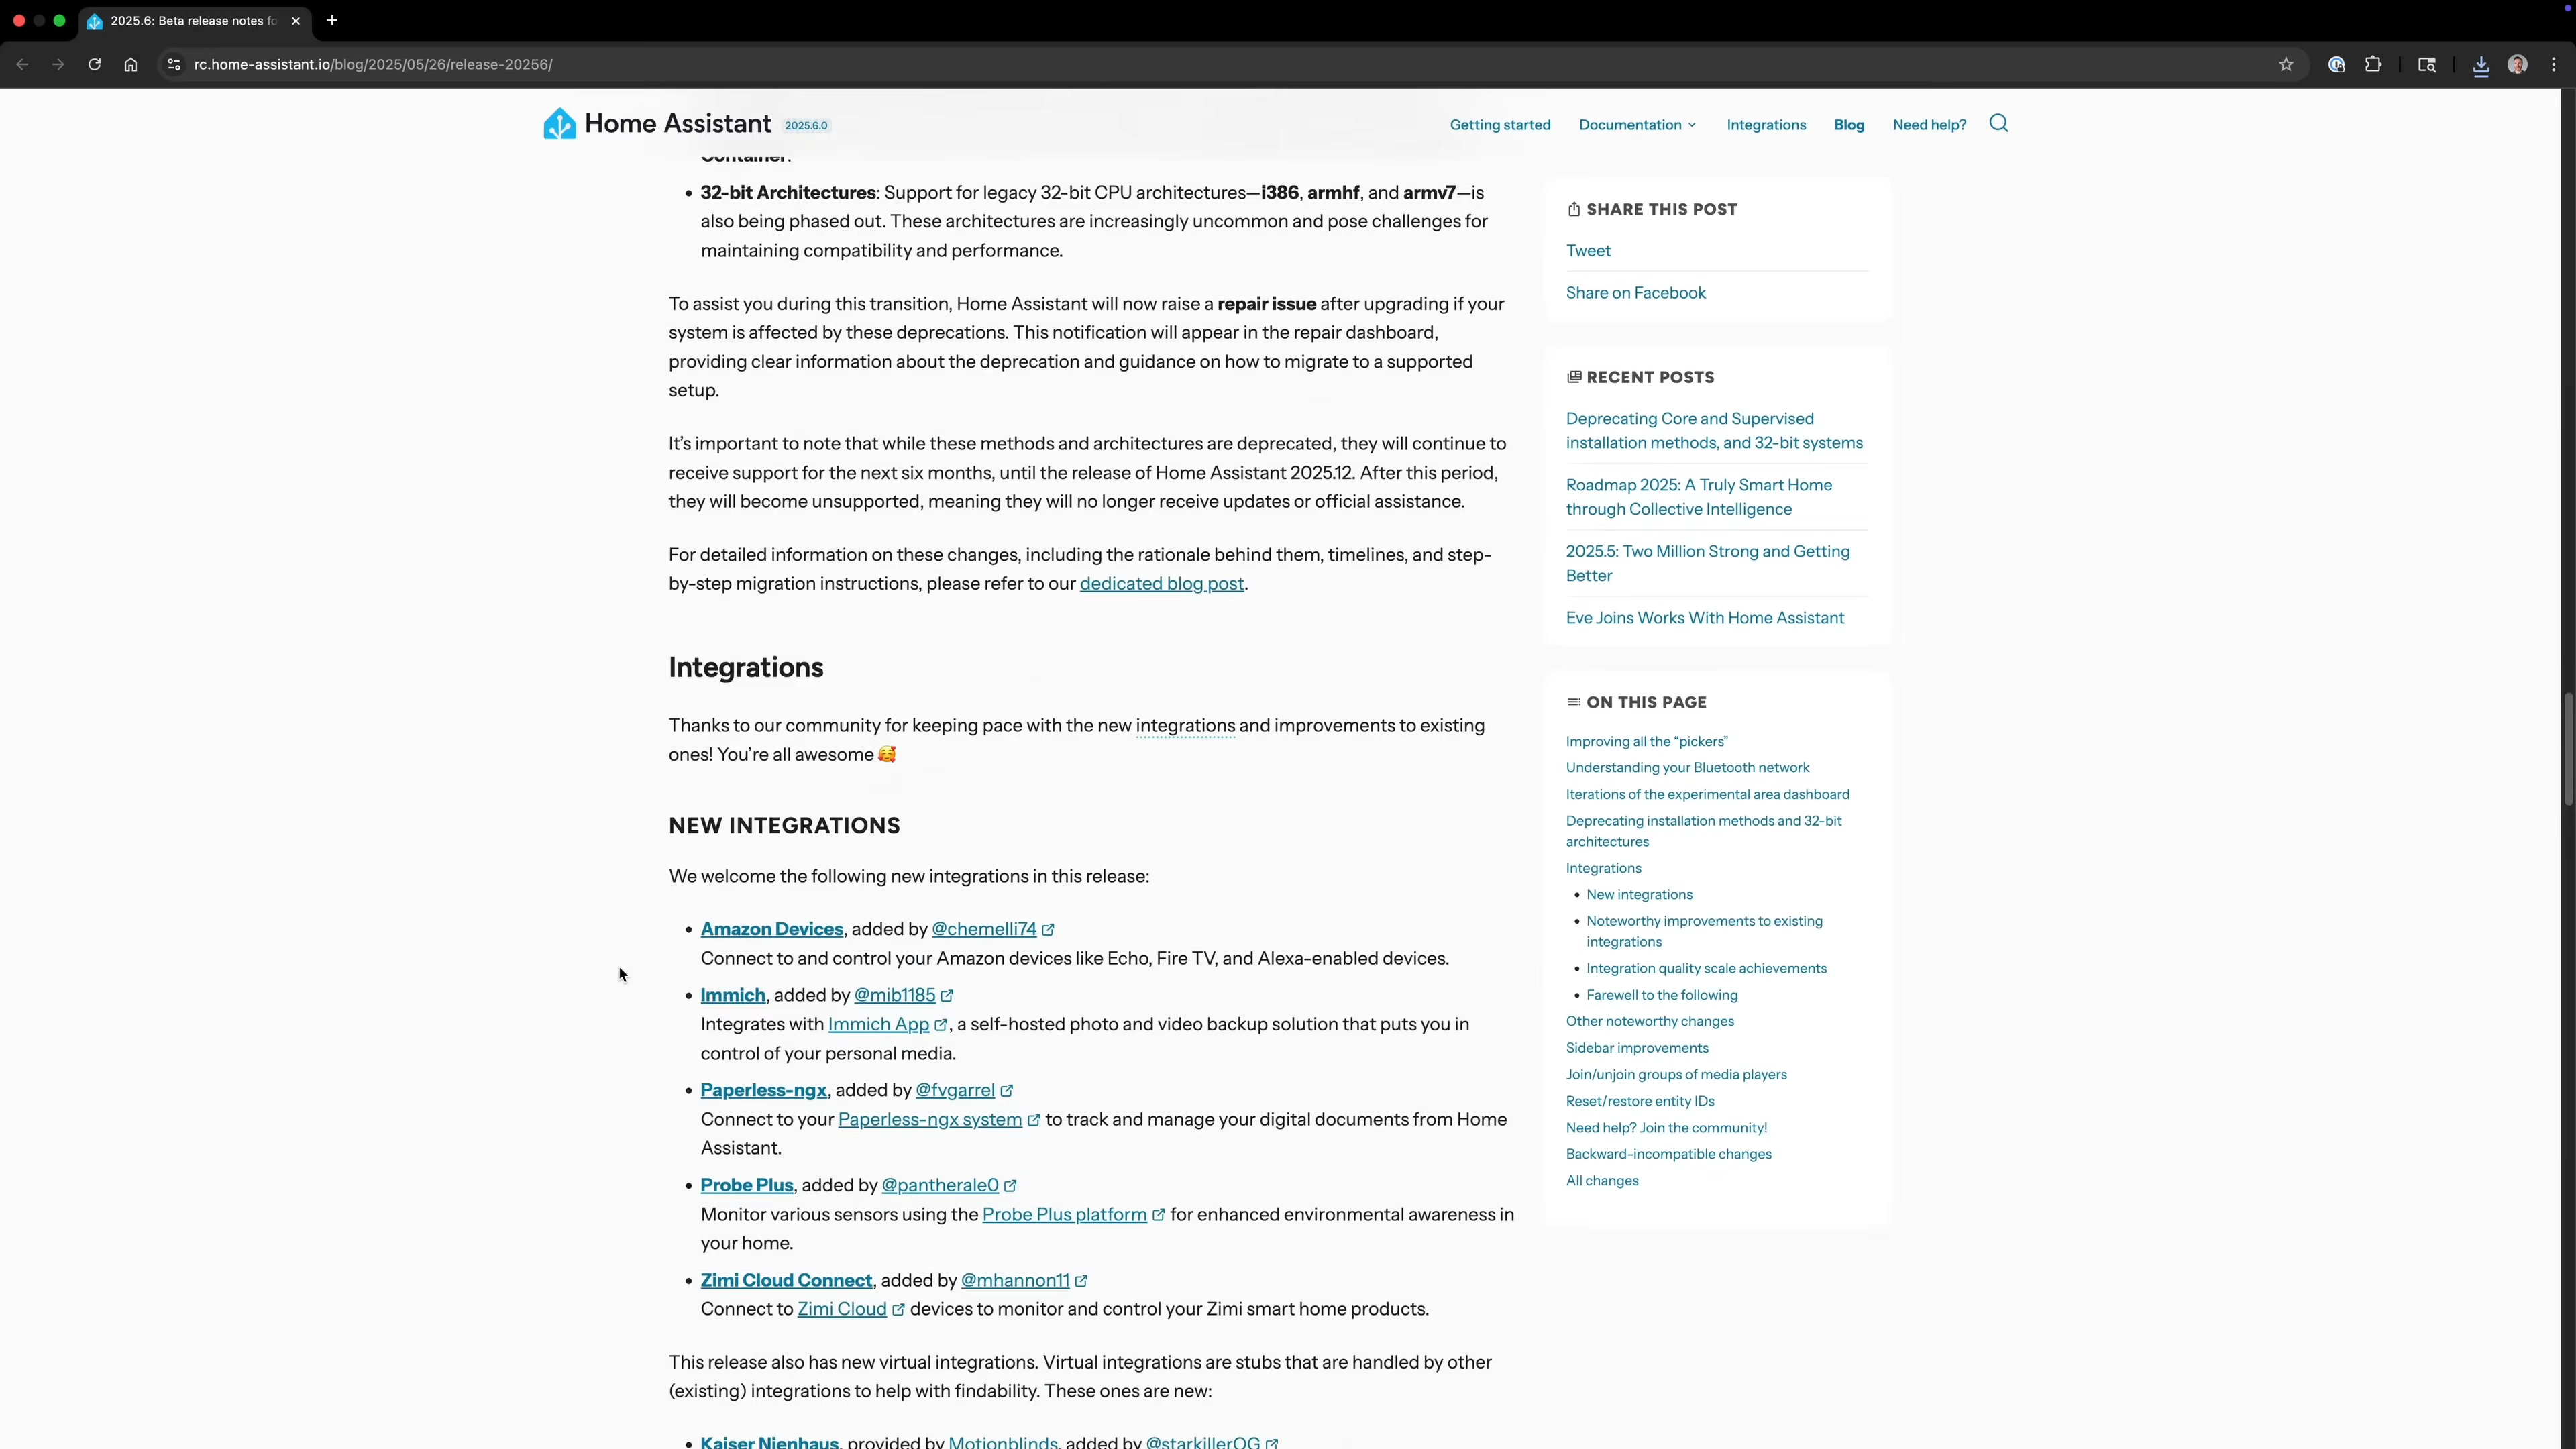 2025.6: Beta release notes fo
rc.home-assistant.io/blog/2025/05/26/release-20256/
Home Assistant 2025.6.0
Getting started
Documentation
Integrations
Blog
Need help?
Container.
32-bit Architectures: Support for legacy 32-bit CPU architectures—i386, armhf, and armv7—is
also being phased out. These architectures are increasingly uncommon and pose challenges for
maintaining compatibility and performance.
To assist you during this transition, Home Assistant will now raise a repair issue after upgrading if your
system is affected by these deprecations. This notification will appear in the repair dashboard,
providing clear information about the deprecation and guidance on how to migrate to a supported
setup.
It's important to note that while these methods and architectures are deprecated, they will continue to
receive support for the next six months, until the release of Home Assistant 2025.12. After this period,
they will become unsupported, meaning they will no longer receive updates or official assistance.
For detailed information on these changes, including the rationale behind them, timelines, and step-
by-step migration instructions, please refer to our dedicated blog post.
Integrations
Thanks to our community for keeping pace with the new integrations and improvements to existing
ones! You're all awesome 🥰
NEW INTEGRATIONS
We welcome the following new integrations in this release:
Amazon Devices, added by @chemelli74
Connect to and control your Amazon devices like Echo, Fire TV, and Alexa-enabled devices.
Immich, added by @mib1185
Integrates with Immich App, a self-hosted photo and video backup solution that puts you in
control of your personal media.
Paperless-ngx, added by @fvgarrel
Connect to your Paperless-ngx system to track and manage your digital documents from Home
Assistant.
Probe Plus, added by @pantherale0
Monitor various sensors using the Probe Plus platform for enhanced environmental awareness in
your home.
Zimi Cloud Connect, added by @mhannon11
Connect to Zimi Cloud devices to monitor and control your Zimi smart home products.
This release also has new virtual integrations. Virtual integrations are stubs that are handled by other
(existing) integrations to help with findability. These ones are new:
Kaiser Nienhaus, provided by Motionblinds, added by @starkillerOG
SHARE THIS POST
Tweet
Share on Facebook
RECENT POSTS
Deprecating Core and Supervised
installation methods, and 32-bit systems
Roadmap 2025: A Truly Smart Home
through Collective Intelligence
2025.5: Two Million Strong and Getting
Better
Eve Joins Works With Home Assistant
ON THIS PAGE
Improving all the “pickers”
Understanding your Bluetooth network
Iterations of the experimental area dashboard
Deprecating installation methods and 32-bit
architectures
Integrations
New integrations
Noteworthy improvements to existing
integrations
Integration quality scale achievements
Farewell to the following
Other noteworthy changes
Sidebar improvements
Join/unjoin groups of media players
Reset/restore entity IDs
Need help? Join the community!
Backward-incompatible changes
All changes